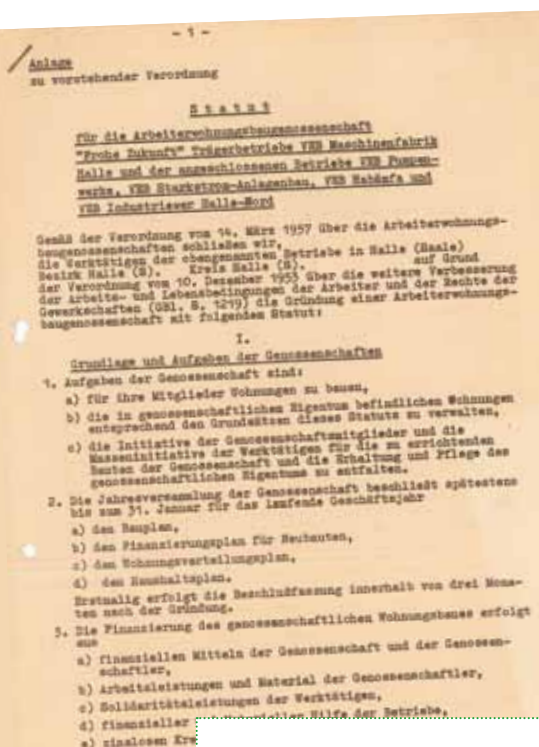 - 1 -
Anlage
zu vorstehender Verordnung
Statut
für die Arbeiterwohnungsbaugenossenschaft
"Frohe Zukunft" Trägerbetriebe VEB Maschinenfabrik
Halle und der angeschlossenen Betriebe VEB Pumpen-
werke, VEB Starkstrom-Anlagenbau, VEB Habämfa und
VEB Industriewer Halle-Nord
Gemäß der Verordnung vom 14. März 1957 über die Arbeiterwohnungs-
baugenossenschaften schließen wir,
die Werktätigen der obengenannten Betriebe in Halle (Saale)
Bezirk Halle (S). Kreis Halle (S). auf Grund
der Verordnung vom 10. Dezember 1953 über die weitere Verbesserung
der Arbeits- und Lebensbedingungen der Arbeiter und der Rechte der
Gewerkschaften (GBl. S. 1219) die Gründung einer Arbeiterwohnungs-
baugenossenschaft mit folgendem Statut:
I.
Grundlage und Aufgaben der Genossenschaften
1. Aufgaben der Genossenschaft sind:
a) für ihre Mitglieder Wohnungen zu bauen,
b) die in genossenschaftlichen Eigentum befindlichen Wohnungen
entsprechend den Grundsätzen dieses Statuts zu verwalten,
c) die Initiative der Genossenschaftsmitglieder und die
Masseninitiative der Werktätigen für die zu errichtenden
Bauten der Genossenschaft und die Erhaltung und Pflege des
genossenschaftlichen Eigentums zu entfalten.
2. Die Jahresversammlung der Genossenschaft beschließt spätestens
bis zum 31. Januar für das laufende Geschäftsjahr
a) den Bauplan,
b) den Finanzierungsplan für Neubauten,
c) den Wohnungsverteilungsplan,
d) den Haushaltsplan.
Erstmalig erfolgt die Beschlußfassung innerhalb von drei Mona-
ten nach der Gründung.
3. Die Finanzierung des genossenschaftlichen Wohnungsbaues erfolgt
aus
a) finanziellen Mitteln der Genossenschaft und der Genossen-
schaftler,
b) Arbeitsleistungen und Material der Genossenschaftler,
c) Solidaritätsleistungen der Werktätigen,
d) finanzieller und materiellen Hilfe der Betriebe,
e) zinslosen Kre